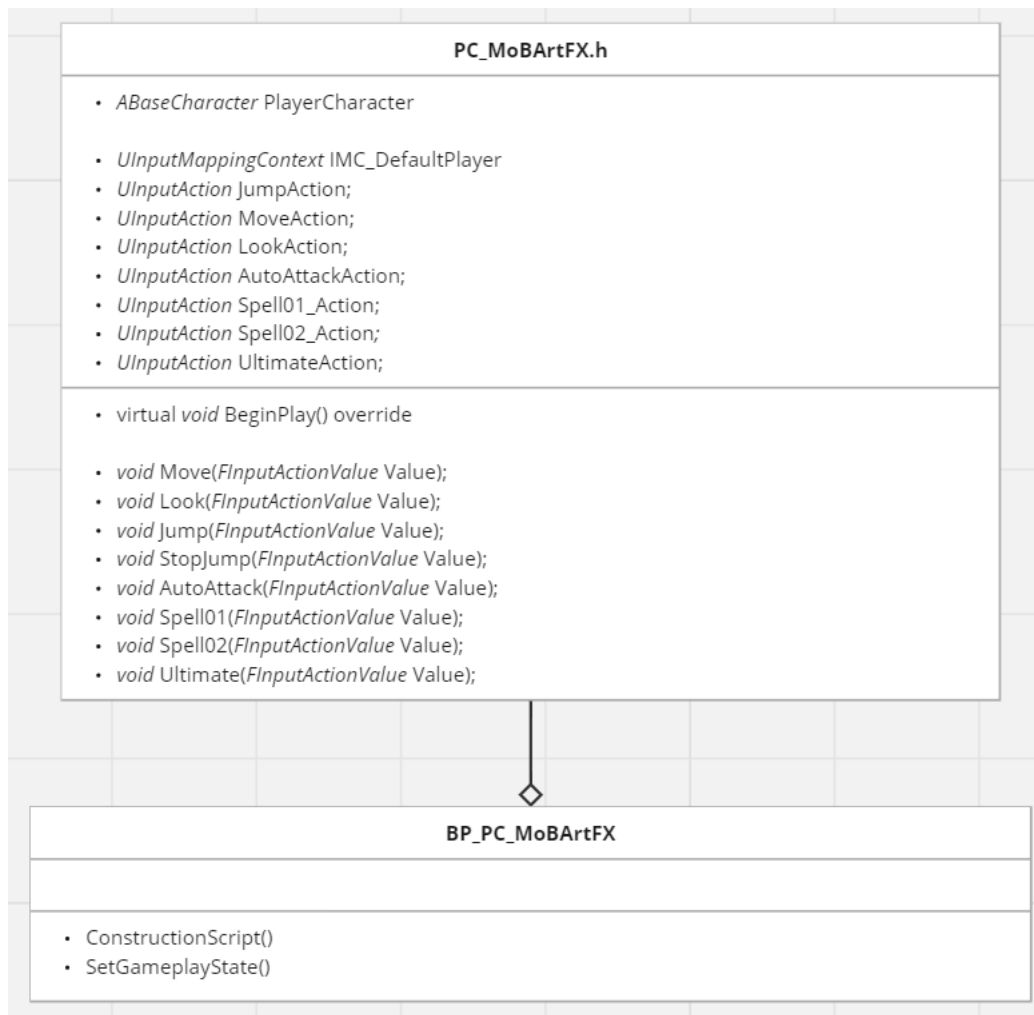 PC_MoBArtFX.h
• ABaseCharacter PlayerCharacter
• UInputMappingContext IMC_DefaultPlayer
• UInputAction JumpAction;
• UInputAction MoveAction;
• UInputAction LookAction;
• UInputAction AutoAttackAction;
• UInputAction Spell01_Action;
• UInputAction Spell02_Action;
• UInputAction UltimateAction;
• virtual void BeginPlay() override
• void Move(FInputActionValue Value);
• void Look(FInputActionValue Value);
• void Jump(FInputActionValue Value);
• void StopJump(FInputActionValue Value);
• void AutoAttack(FInputActionValue Value);
• void Spell01(FInputActionValue Value);
• void Spell02(FInputActionValue Value);
• void Ultimate(FInputActionValue Value);
BP_PC_MoBArtFX
• ConstructionScript()
• SetGameplayState()